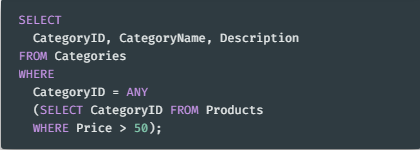 SELECT
CategoryID, CategoryName, Description
FROM Categories
WHERE
CategoryID = ANY
(SELECT CategoryID FROM Products
WHERE Price > 50);